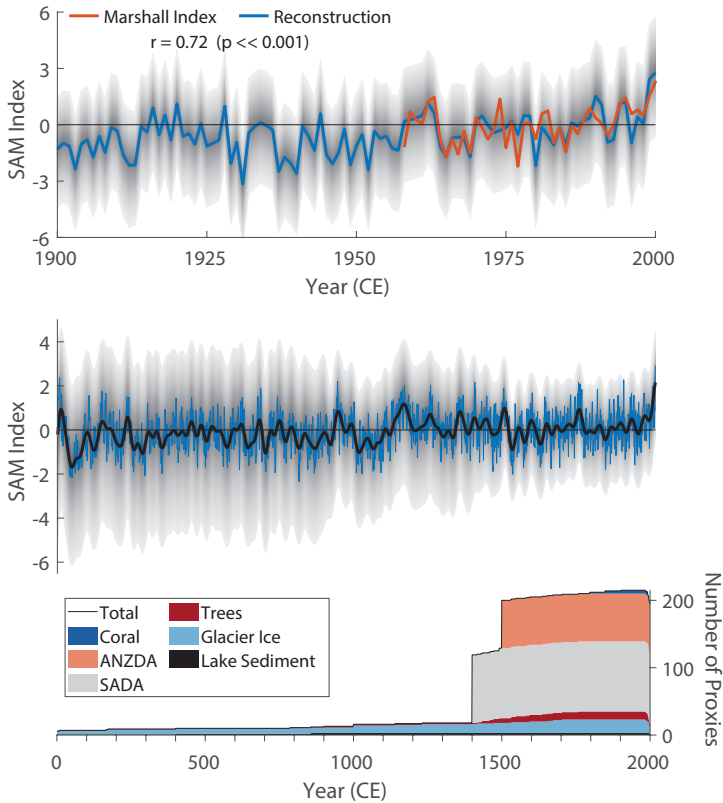 Marshall Index Reconstruction
r = 0.72 (p << 0.001)
6
3
0
-3
-6
SAM Index
1900 1925 1950 1975 2000
Year (CE)
4
2
0
-2
-4
-6
SAM Index
Total Trees
Coral Glacier Ice
ANZDA Lake Sediment
SADA
200
100
0
Number of Proxies
0 500 1000 1500 2000
Year (CE)